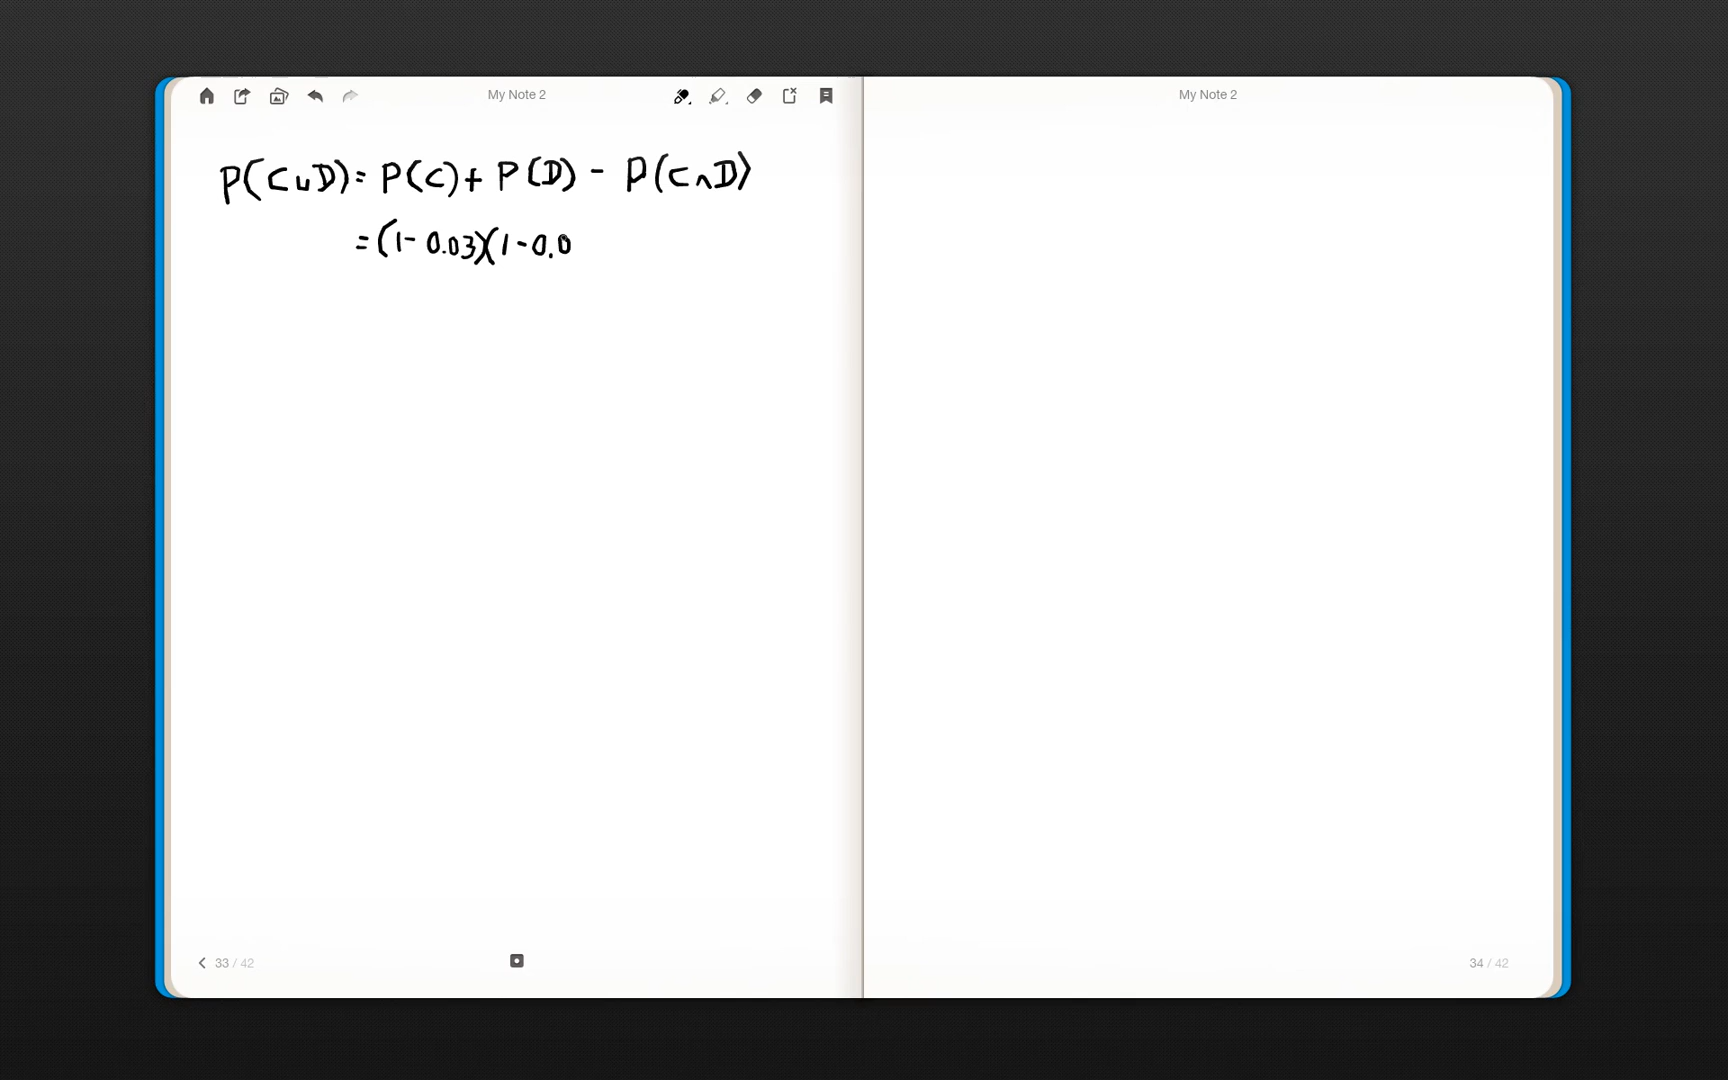 My Note 2
My Note 2
P(C∪D)= P(C)+ P(D) - P(C∩D)
=(1- 0.03)(1-0.0
33 / 42
34 / 42